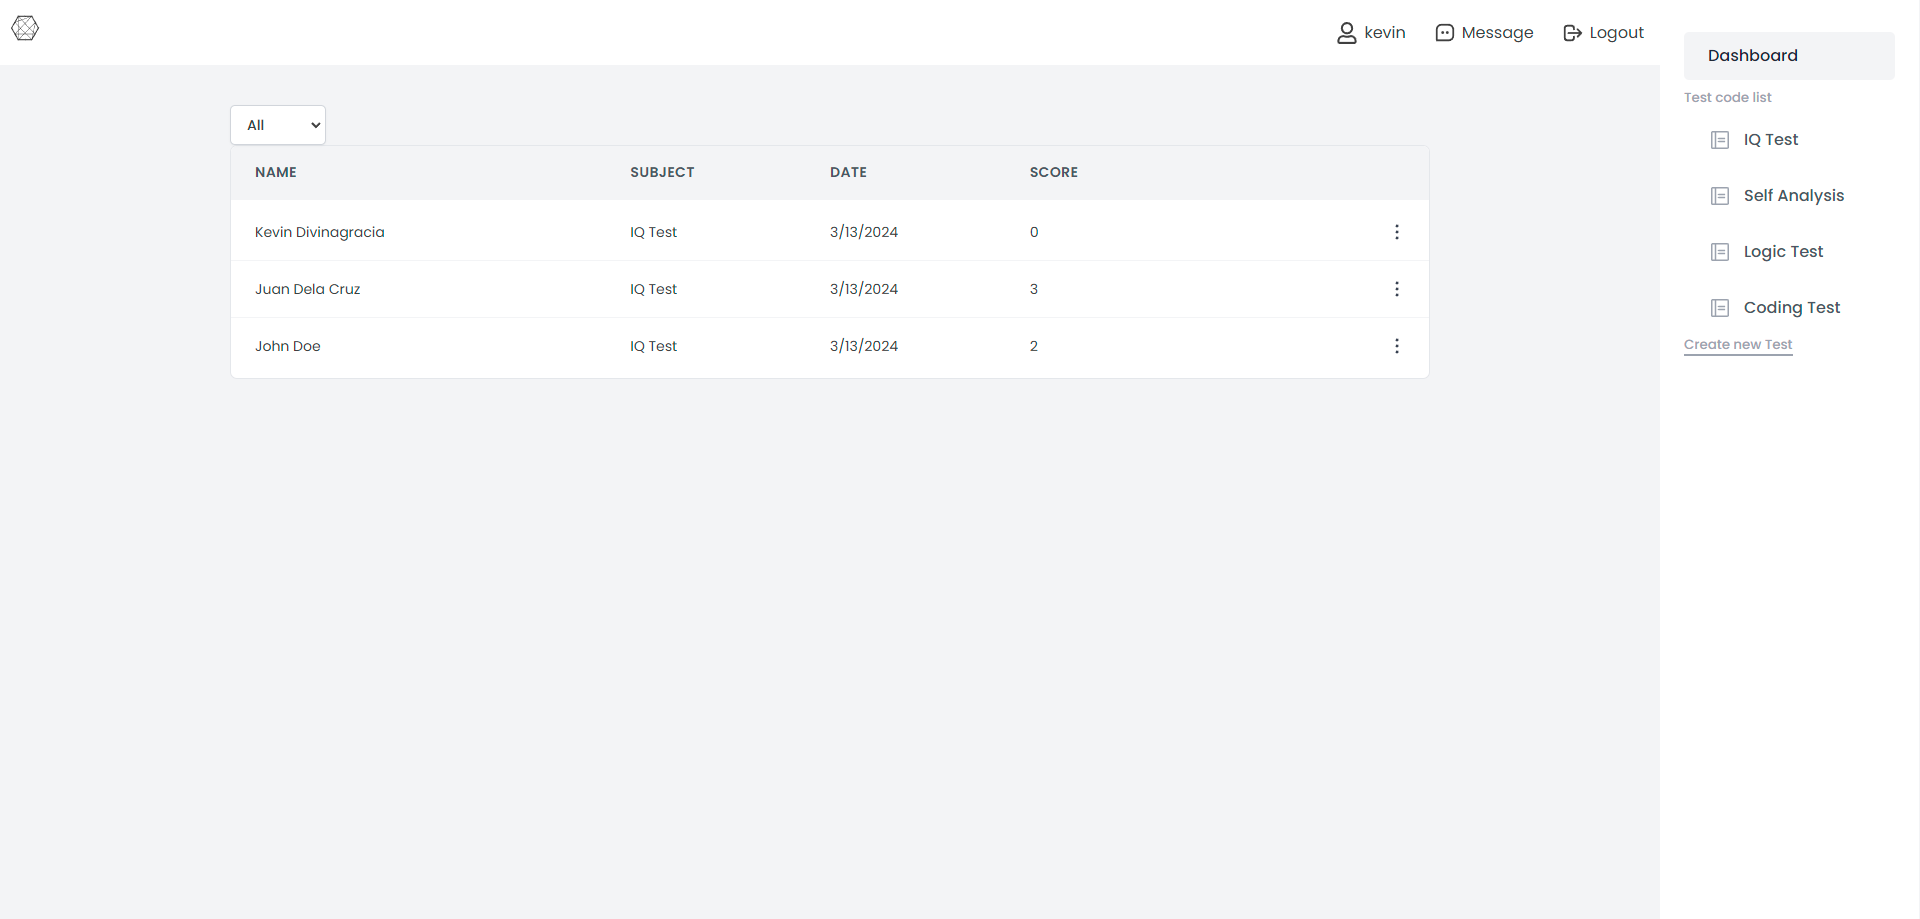 kevin Message Logout
All
NAME SUBJECT DATE SCORE
Kevin Divinagracia IQ Test 3/13/2024 0
Juan Dela Cruz IQ Test 3/13/2024 3
John Doe IQ Test 3/13/2024 2
Dashboard
Test code list
IQ Test
Self Analysis
Logic Test
Coding Test
Create new Test